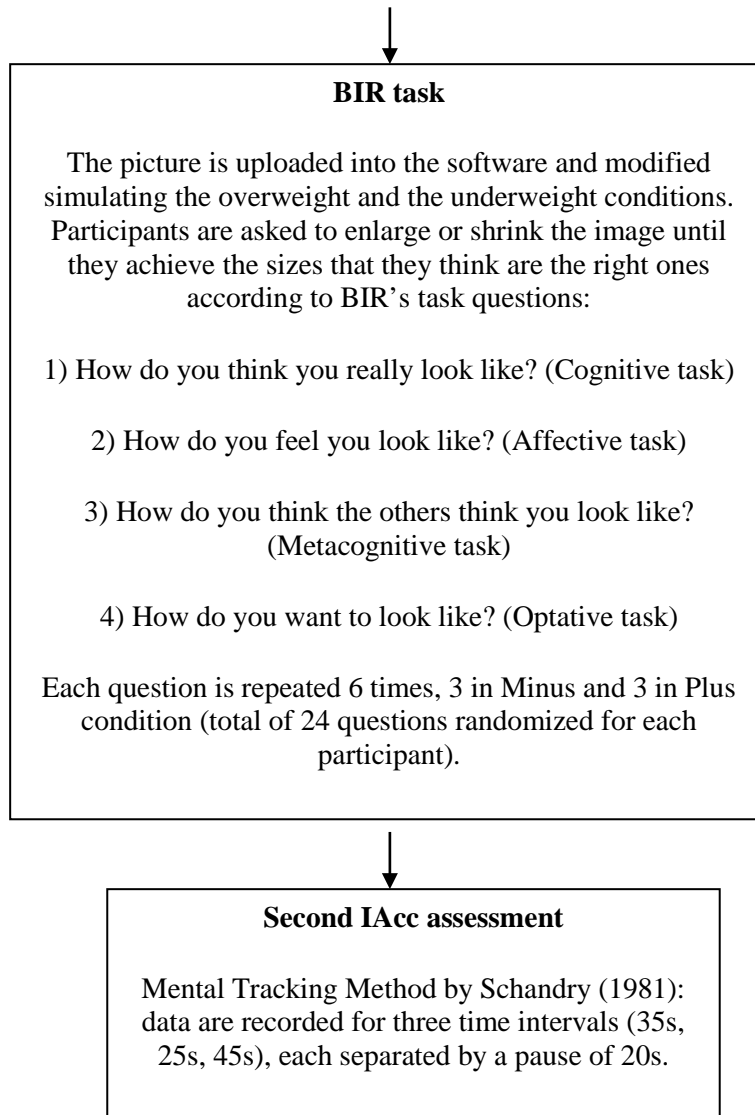 BIR task
The picture is uploaded into the software and modified
simulating the overweight and the underweight conditions.
Participants are asked to enlarge or shrink the image until
they achieve the sizes that they think are the right ones
according to BIR’s task questions:
1) How do you think you really look like? (Cognitive task)
2) How do you feel you look like? (Affective task)
3) How do you think the others think you look like?
(Metacognitive task)
4) How do you want to look like? (Optative task)
Each question is repeated 6 times, 3 in Minus and 3 in Plus
condition (total of 24 questions randomized for each
participant).
Second IAcc assessment
Mental Tracking Method by Schandry (1981):
data are recorded for three time intervals (35s,
25s, 45s), each separated by a pause of 20s.